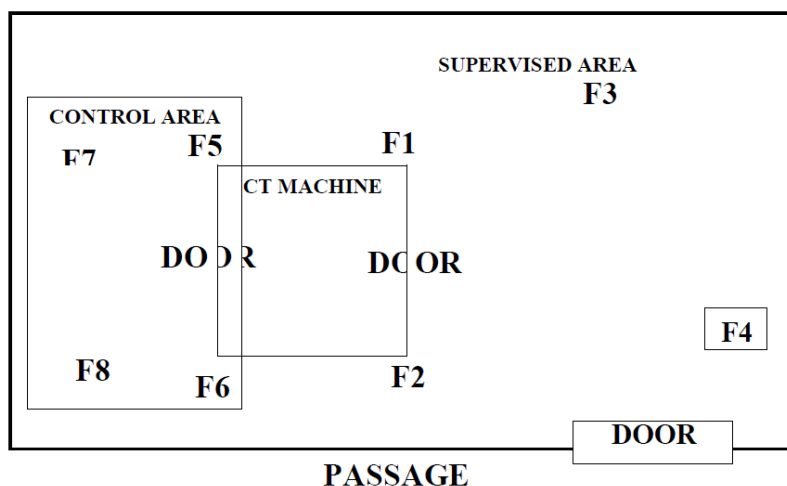 SUPERVISED AREA
F3
CONTROL AREA
F5
F1
F7
CT MACHINE
DOOR
DOOR
F4
F8
F6
F2
DOOR
PASSAGE